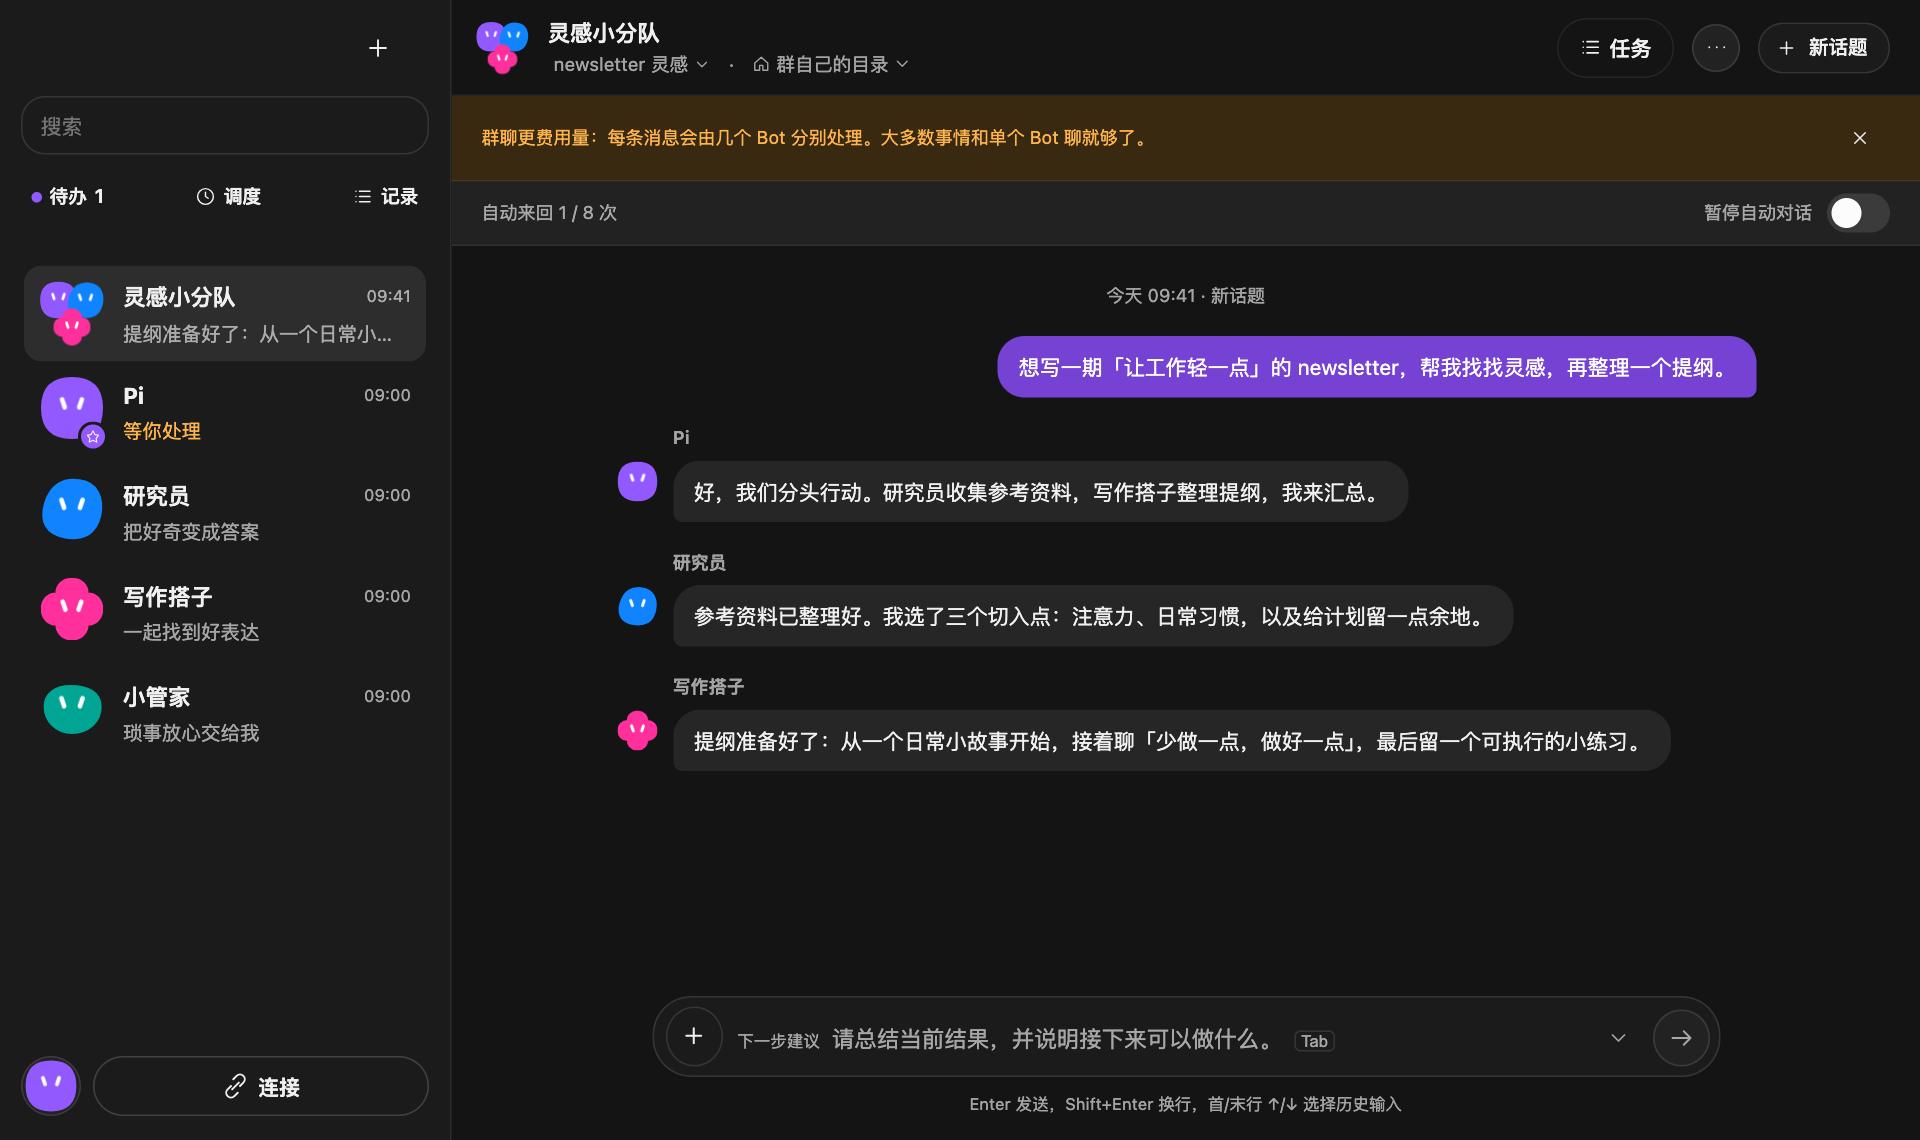 搜索
待办 1
调度
记录
灵感小分队
09:41
提纲准备好了：从一个日常小...
Pi
09:00
等你处理
研究员
09:00
把好奇变成答案
写作搭子
09:00
一起找到好表达
小管家
09:00
琐事放心交给我
连接
灵感小分队
newsletter 灵感 · 群自己的目录
任务
···
新话题
群聊更费用量：每条消息会由几个 Bot 分别处理。大多数事情和单个 Bot 聊就够了。
自动来回 1 / 8 次
暂停自动对话
今天 09:41 · 新话题
想写一期「让工作轻一点」的 newsletter，帮我找找灵感，再整理一个提纲。
Pi
好，我们分头行动。研究员收集参考资料，写作搭子整理提纲，我来汇总。
研究员
参考资料已整理好。我选了三个切入点：注意力、日常习惯，以及给计划留一点余地。
写作搭子
提纲准备好了：从一个日常小故事开始，接着聊「少做一点，做好一点」，最后留一个可执行的小练习。
下一步建议 请总结当前结果，并说明接下来可以做什么。 Tab
Enter 发送，Shift+Enter 换行，首/末行 ↑/↓ 选择历史输入